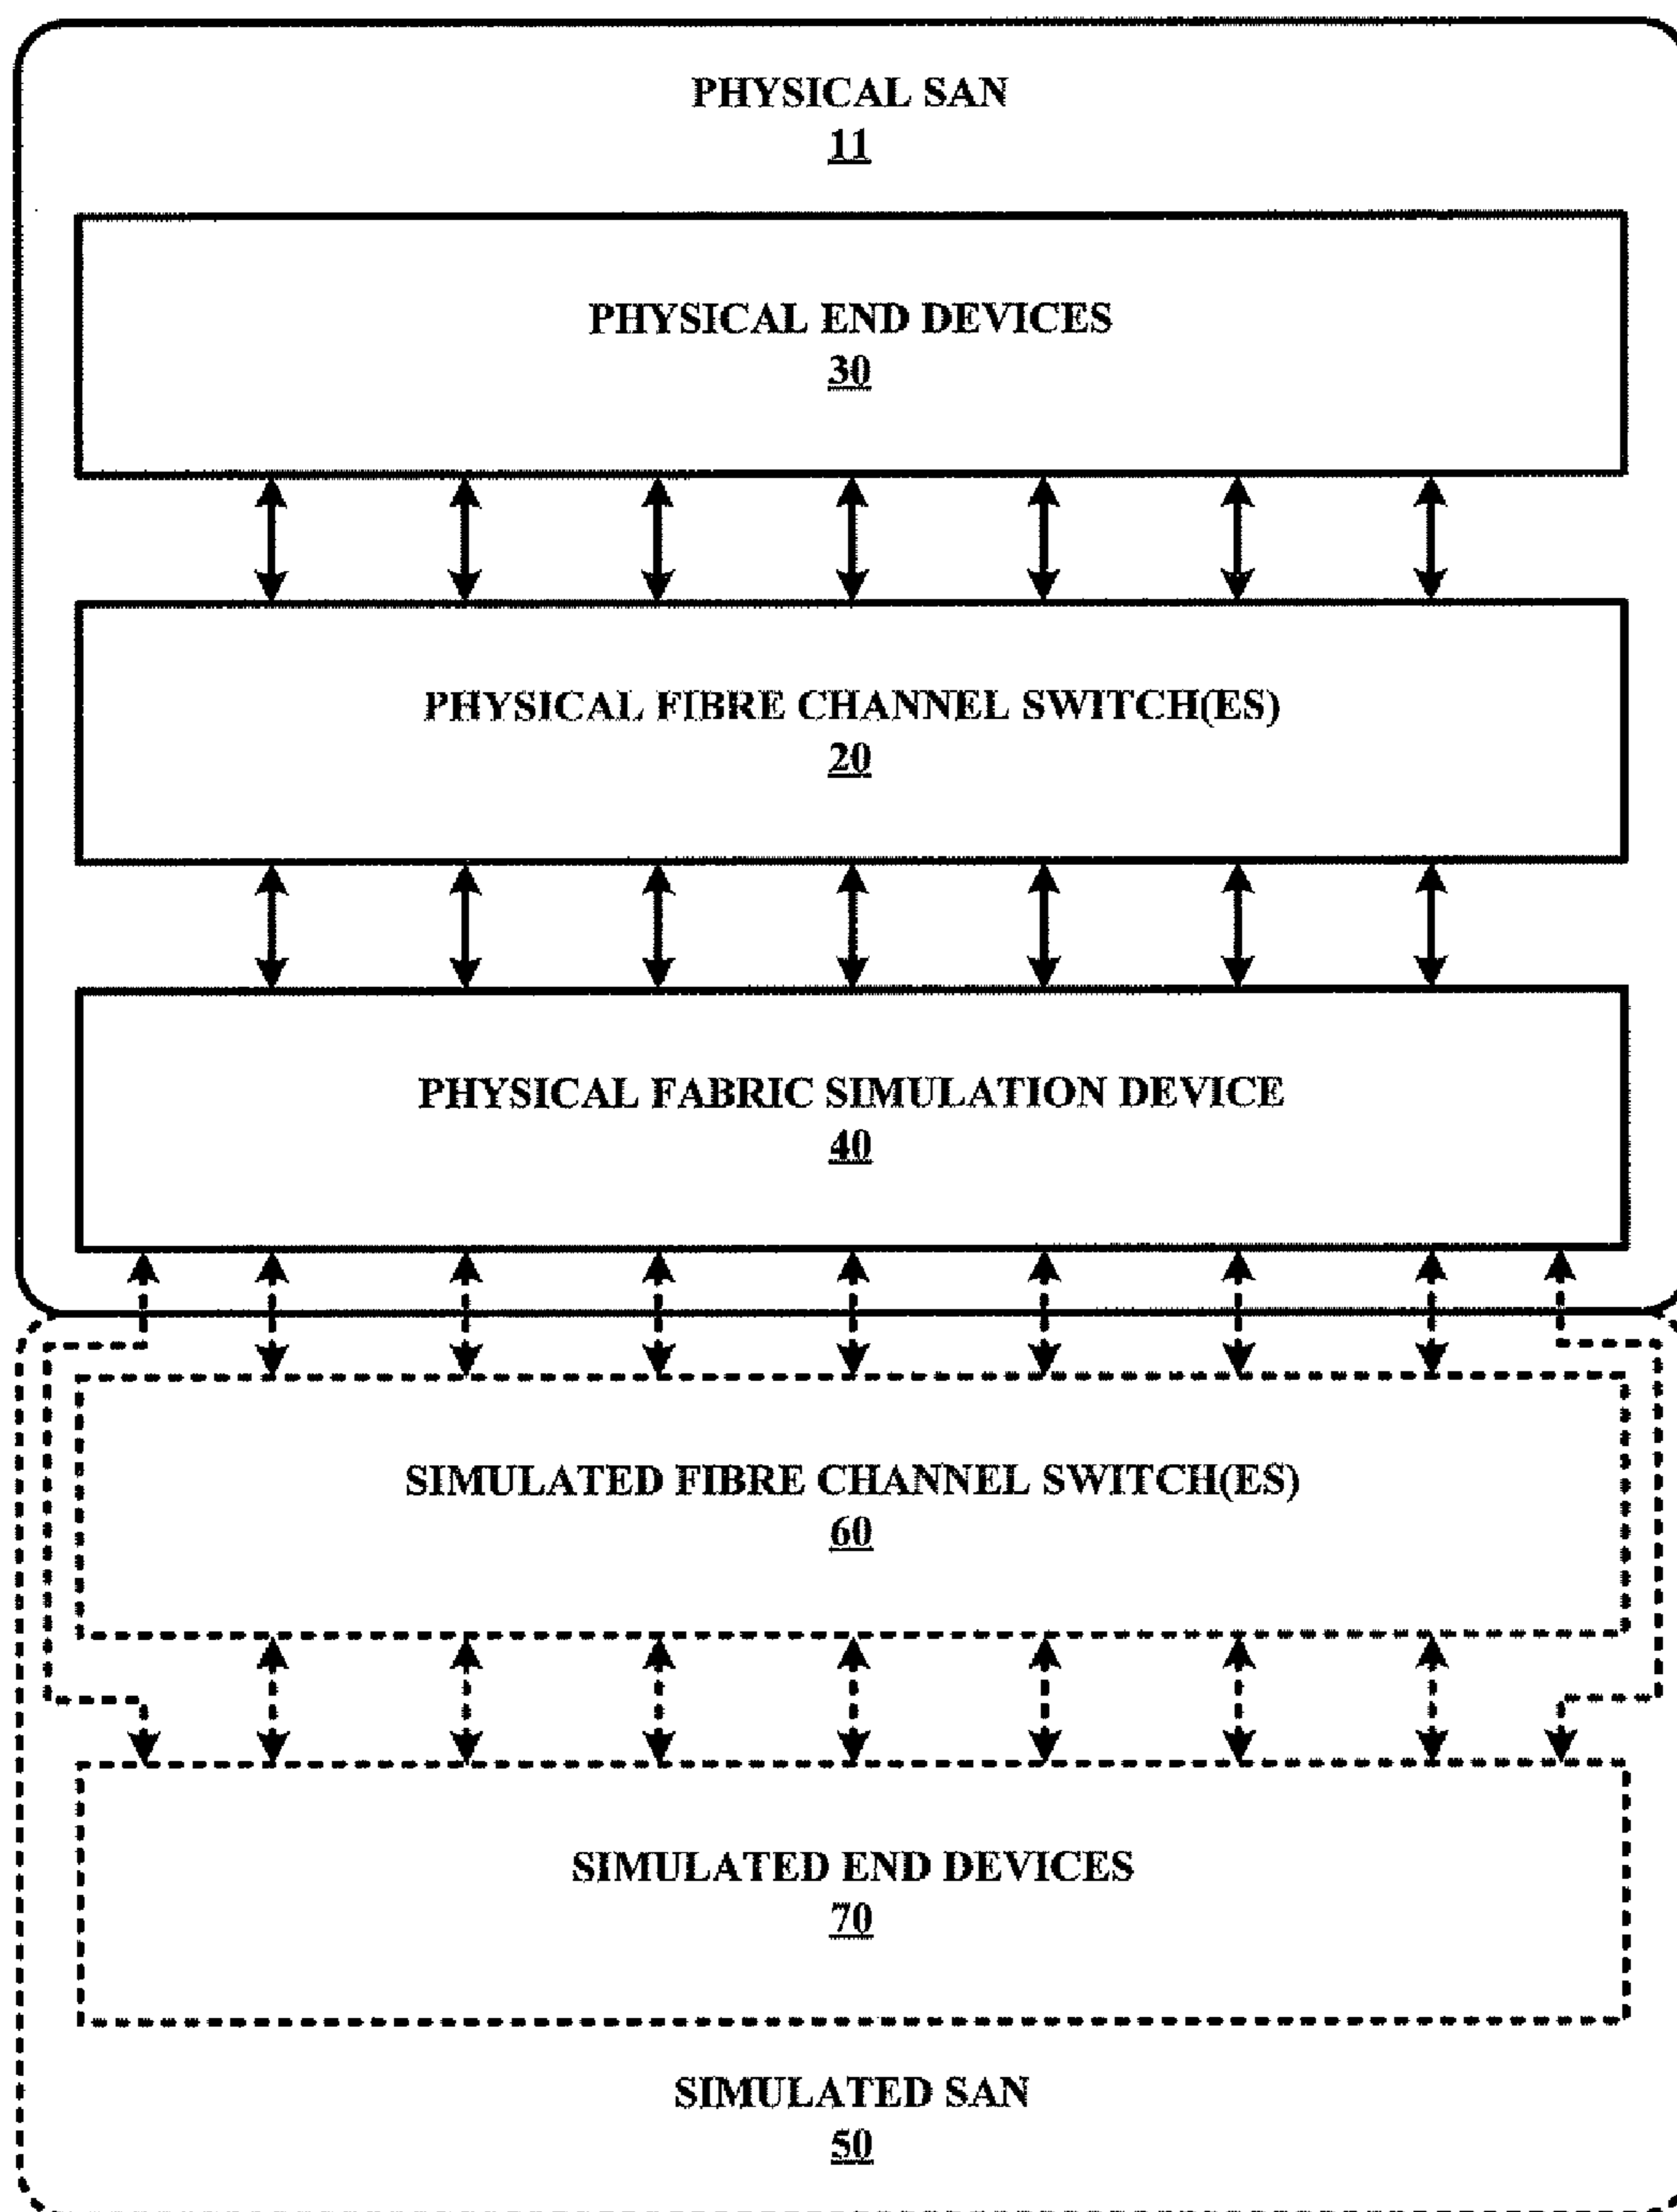 PHYSICAL SAN
11
PHYSICAL END DEVICES
30
PHYSICAL FIBRE CHANNEL SWITCH(ES)
20
PHYSICAL FABRIC SIMULATION DEVICE
40
SIMULATED FIBRE CHANNEL SWITCH(ES)
60
SIMULATED END DEVICES
70
SIMULATED SAN
50